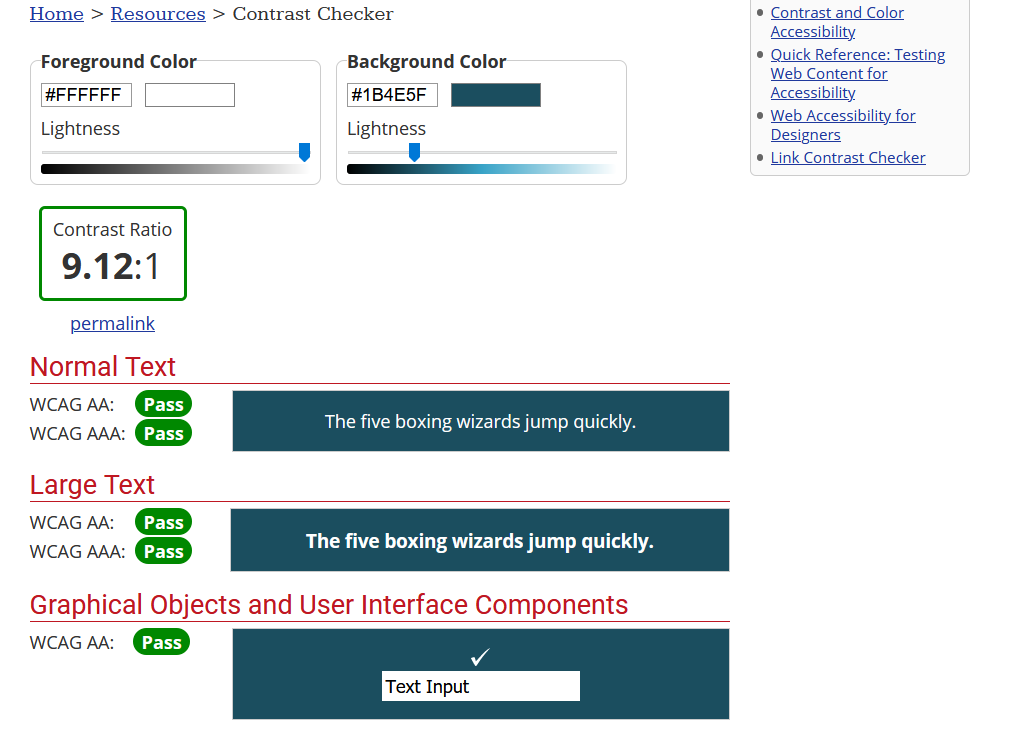 Home > Resources > Contrast Checker
Foreground Color
#FFFFFF
Lightness
Background Color
#1B4E5F
Lightness
Contrast Ratio
9.12:1
permalink
Normal Text
WCAG AA: Pass
WCAG AAA: Pass
The five boxing wizards jump quickly.
Large Text
WCAG AA: Pass
WCAG AAA: Pass
The five boxing wizards jump quickly.
Graphical Objects and User Interface Components
WCAG AA: Pass
✓
Text Input
• Contrast and Color
Accessibility
• Quick Reference: Testing
Web Content for
Accessibility
• Web Accessibility for
Designers
• Link Contrast Checker